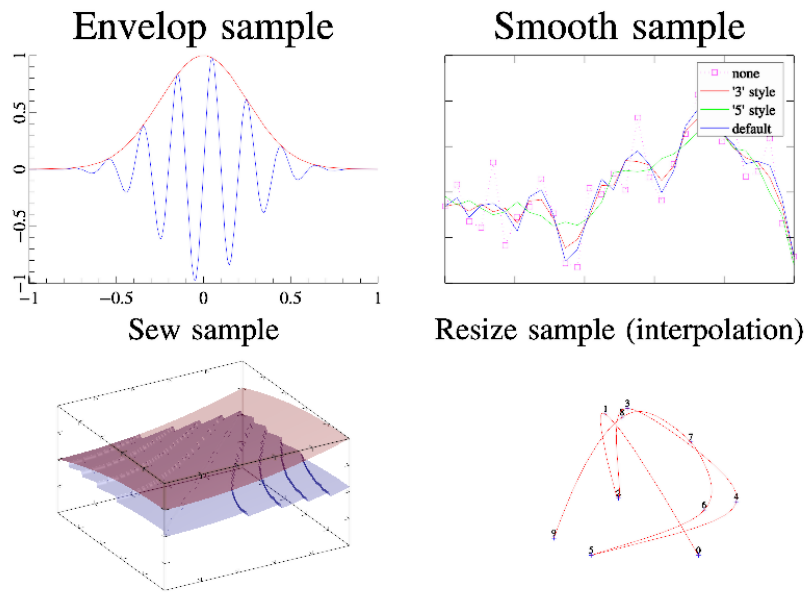 Envelop sample
Smooth sample
1
0.5
0
−0.5
−1
−1 −0.5 0 0.5 1
none
'3' style
'5' style
default
Sew sample
Resize sample (interpolation)
1
3
8
7
4
6
9
5
0